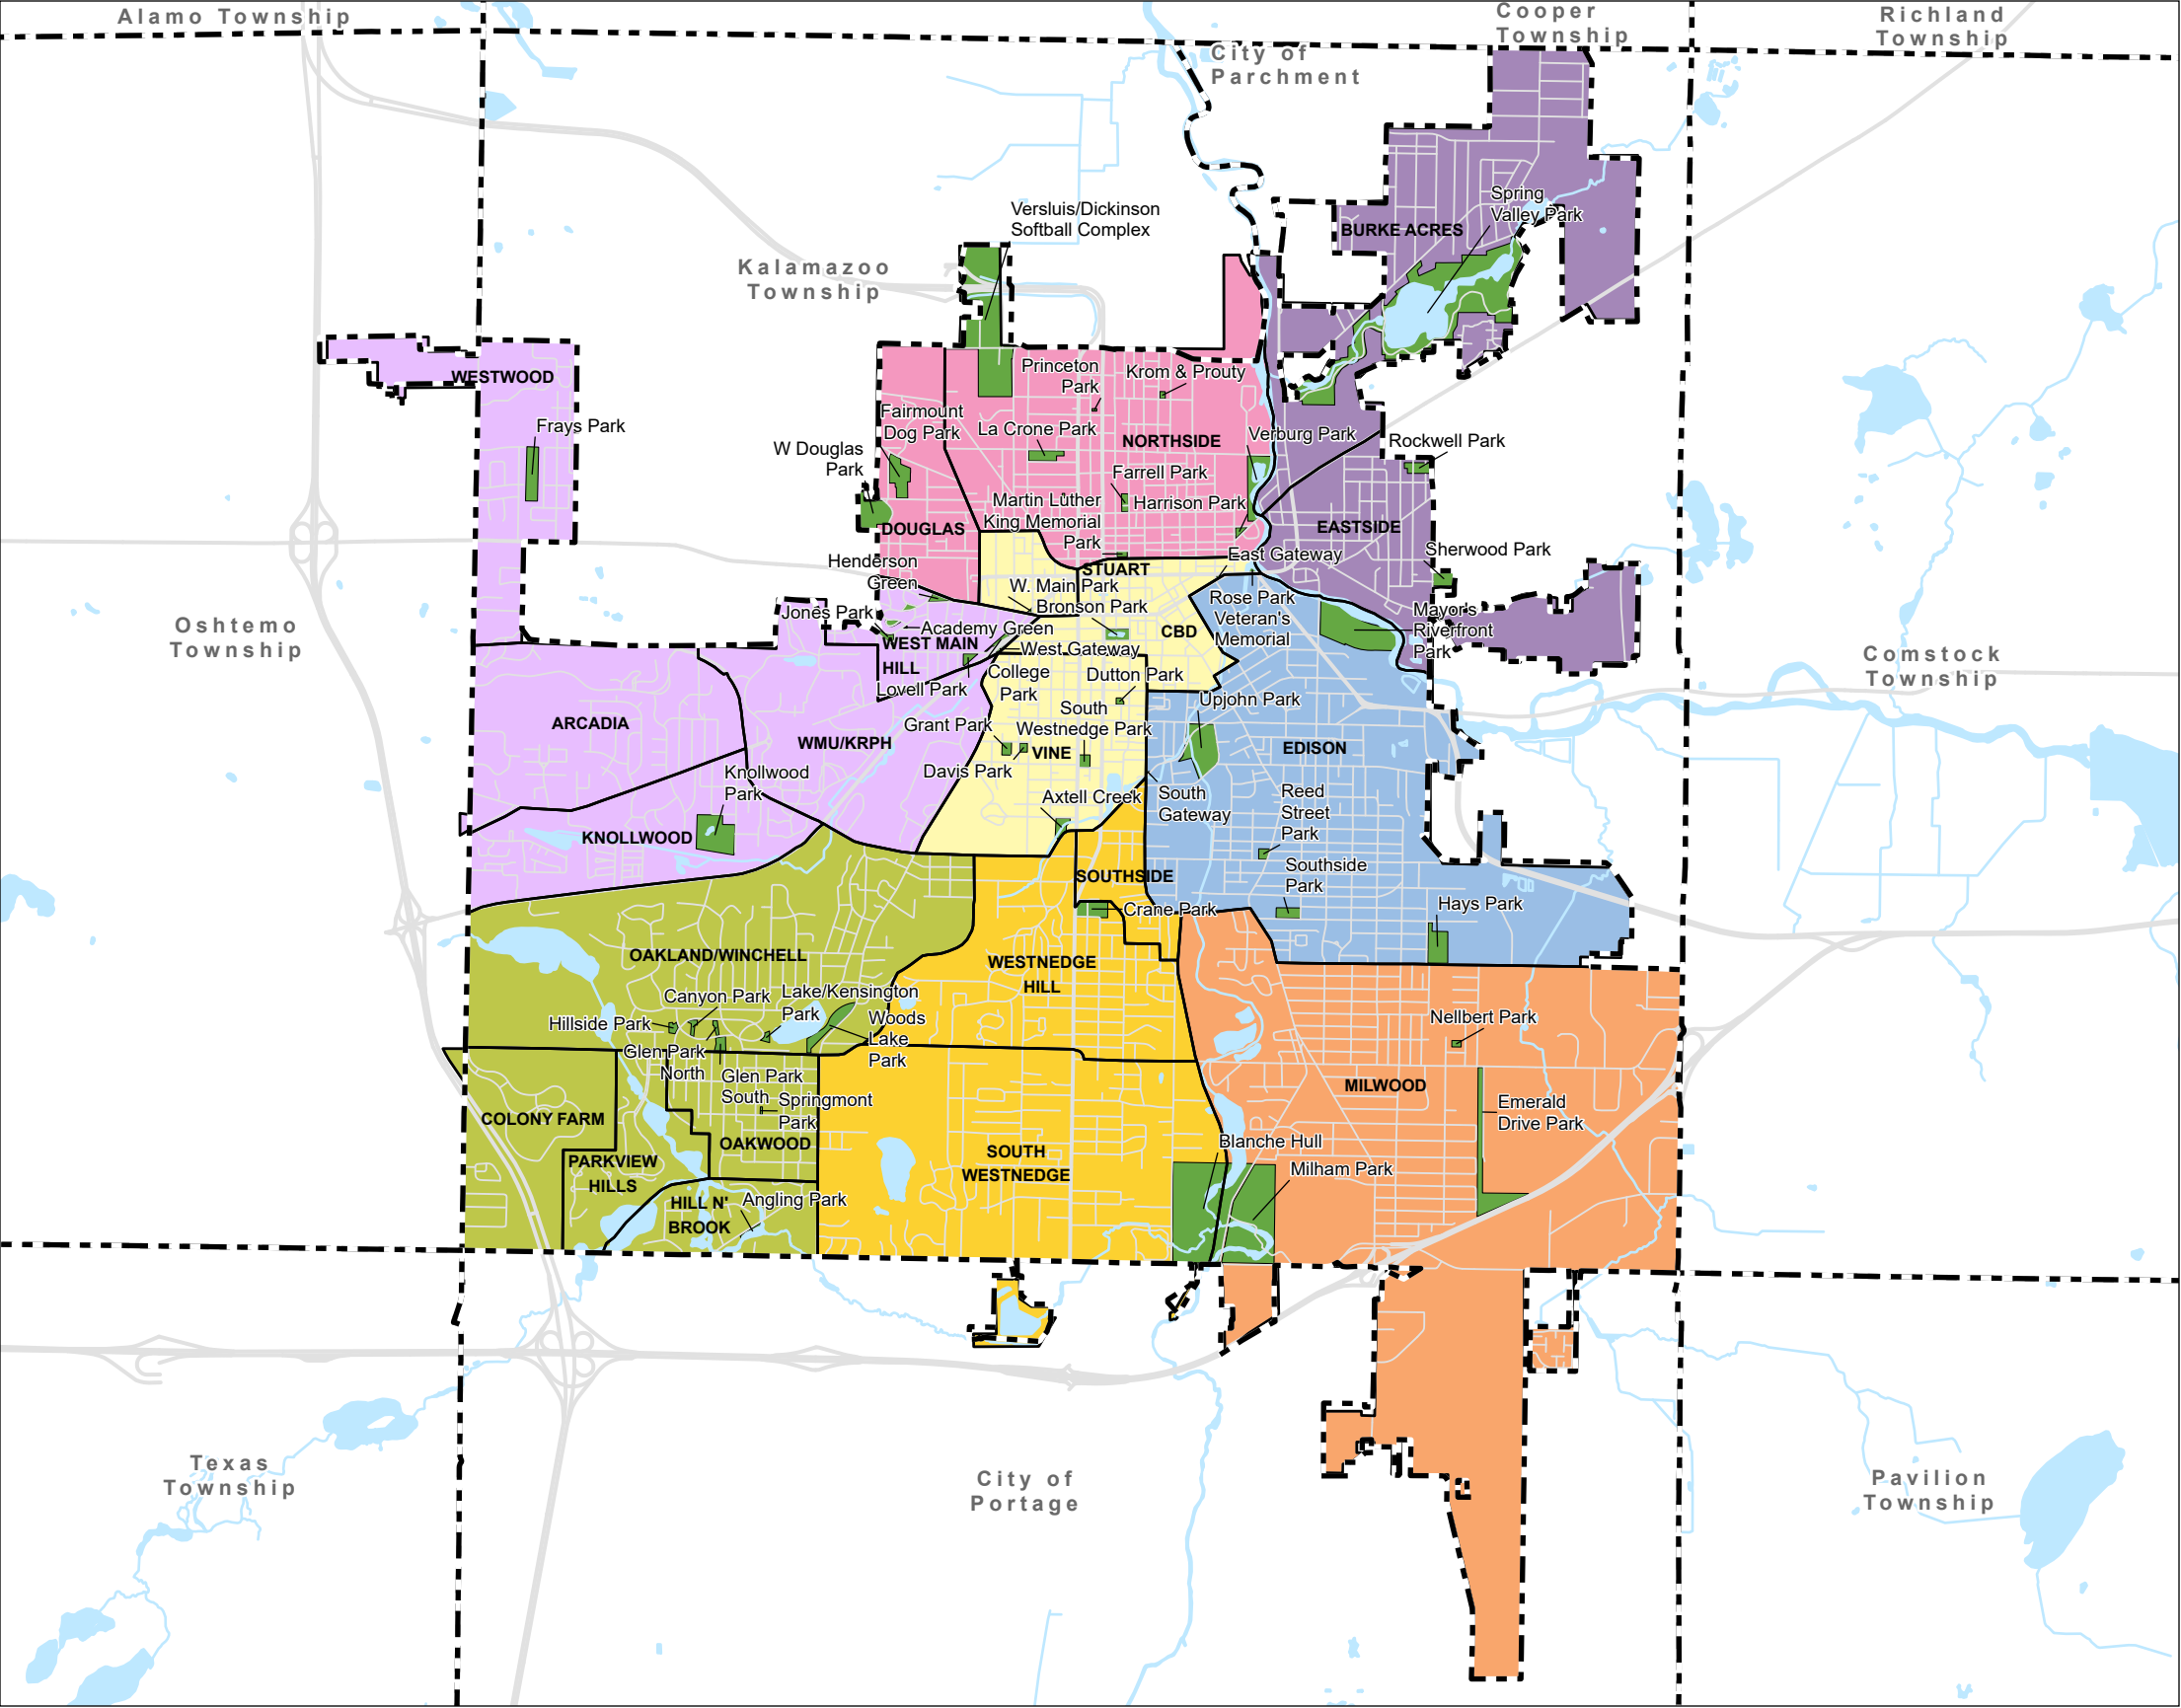 Alamo Township
Cooper
Township
Richland
Township
City of
Parchment
Spring
Valley Park
BURKE ACRES
Versluis/Dickinson
Softball Complex
Kalamazoo
Township
WESTWOOD
Frays Park
Princeton
Park
Krom & Prouty
Fairmount
Dog Park
La Crone Park
NORTHSIDE
Verburg Park
Rockwell Park
W Douglas
Park
Farrell Park
Martin Luther
King Memorial
Park
Harrison Park
DOUGLAS
EASTSIDE
Henderson
Green
STUART
East Gateway
Sherwood Park
W. Main Park
Bronson Park
Rose Park
Veteran's
Memorial
Mayor's
Riverfront
Park
Jones Park
Academy Green
CBD
WEST MAIN
HILL
West Gateway
Oshtemo
Township
Comstock
Township
College
Park
Dutton Park
Lovell Park
Upjohn Park
South
Westnedge Park
Grant Park
ARCADIA
WMU/KRPH
VINE
EDISON
Davis Park
Knollwood
Park
Axtell Creek
South
Gateway
Reed
Street
Park
KNOLLWOOD
Southside
Park
SOUTHSIDE
Crane Park
Hays Park
OAKLAND/WINCHELL
WESTNEDGE
HILL
Canyon Park
Lake/Kensington
Park
Hillside Park
Woods
Lake
Park
Nellbert Park
Glen Park
North
Glen Park
South
Springmont
Park
MILWOOD
Emerald
Drive Park
COLONY FARM
OAKWOOD
Blanche Hull
SOUTH
WESTNEDGE
PARKVIEW
HILLS
Milham Park
HILL N'
BROOK
Angling Park
Texas
Township
City of
Portage
Pavilion
Township